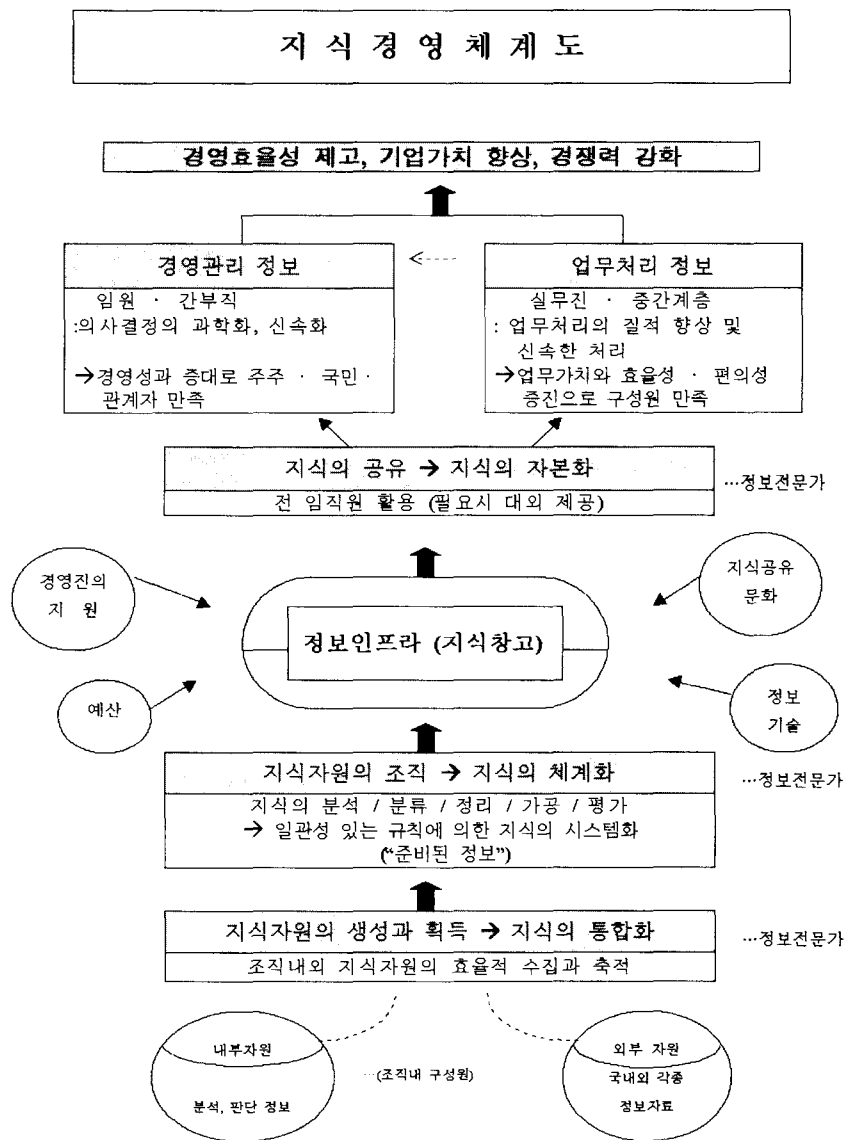 지 식 경 영 체 계 도
경영효율성 제고, 기업가치 향상, 경쟁력 강화
경영관리 정보
임원 · 간부직
:의사결정의 과학화, 신속화
→경영성과 증대로 주주 · 국민 ·
관계자 만족
업무처리 정보
실무진 · 중간계층
: 업무처리의 질적 향상 및
신속한 처리
→업무가치와 효율성 · 편의성
증진으로 구성원 만족
지식의 공유 → 지식의 자본화
전 임직원 활용 (필요시 대외 제공)
…정보전문가
경영진의
지 원
지식공유
문화
정보인프라 (지식창고)
예산
정보
기술
지식자원의 조직 → 지식의 체계화
지식의 분석 / 분류 / 정리 / 가공 / 평가
→ 일관성 있는 규칙에 의한 지식의 시스템화
(“준비된 정보”)
…정보전문가
지식자원의 생성과 획득 → 지식의 통합화
조직내외 지식자원의 효율적 수집과 축적
…정보전문가
내부자원
분석, 판단 정보
…(조직내 구성원)
외부 자원
국내외 각종
정보자료